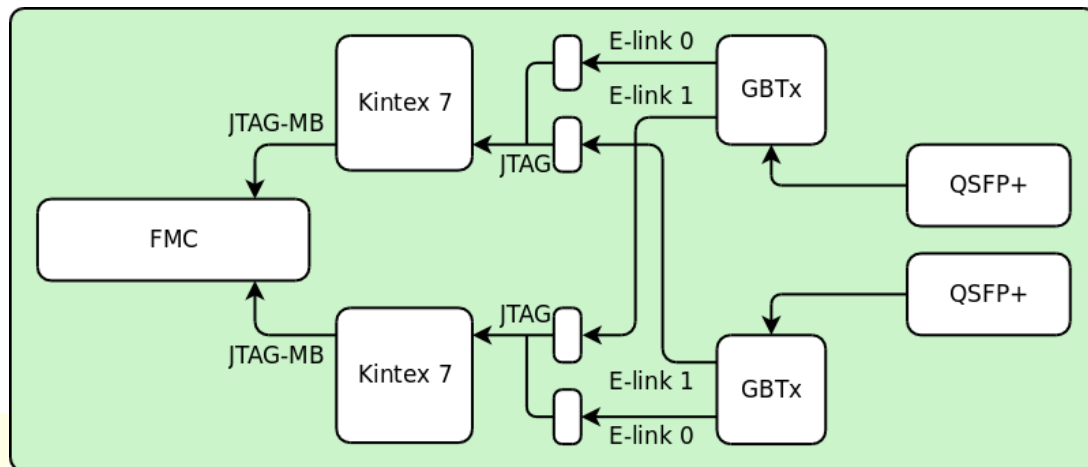 E-link 0
Kintex 7
GBTx
E-link 1
JTAG-MB
JTAG
QSFP+
FMC
QSFP+
JTAG
JTAG-MB
Kintex 7
E-link 1
GBTx
E-link 0